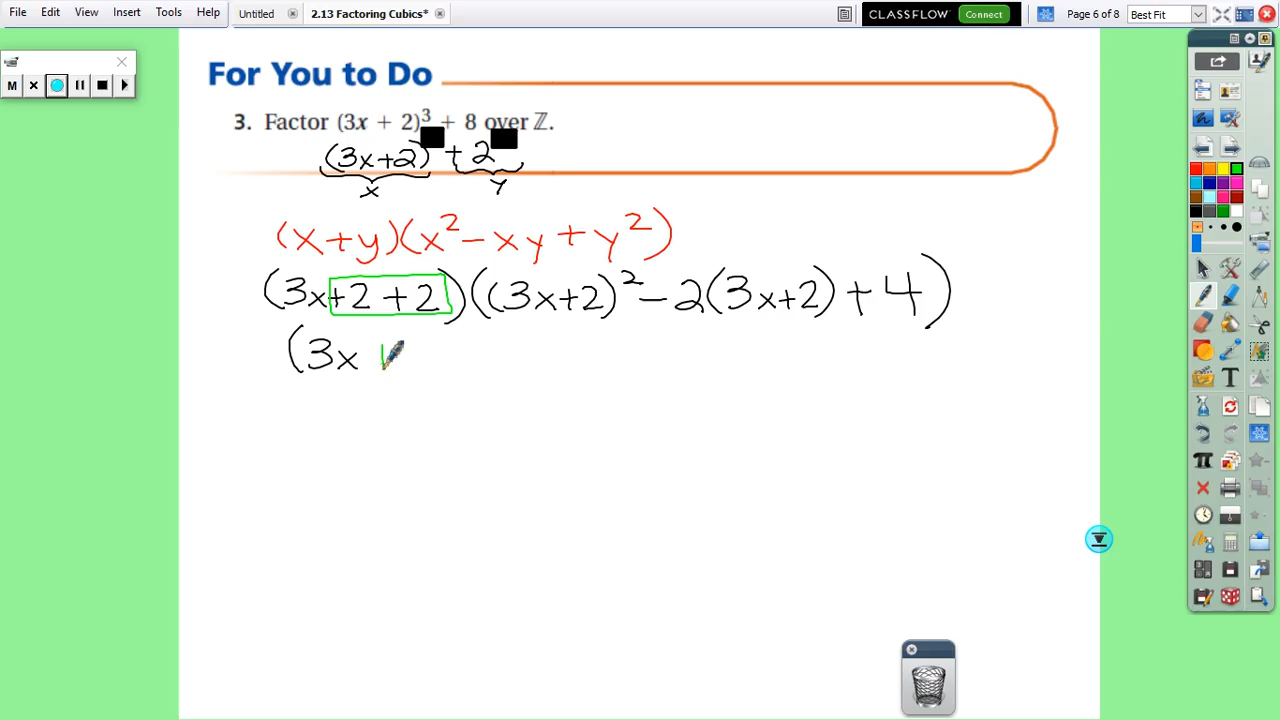 File Edit View Insert Tools Help Untitled 2.13 Factoring Cubics* CLASSFLOW Connect Page 6 of 8 Best Fit
M
For You to Do
3. Factor (3x + 2)³ + 8 over ℤ.
(3x+2) + 2
x y
(x+y)(x²-xy+y²)
(3x+2+2)((3x+2)²-2(3x+2)+4)
(3x
T
π